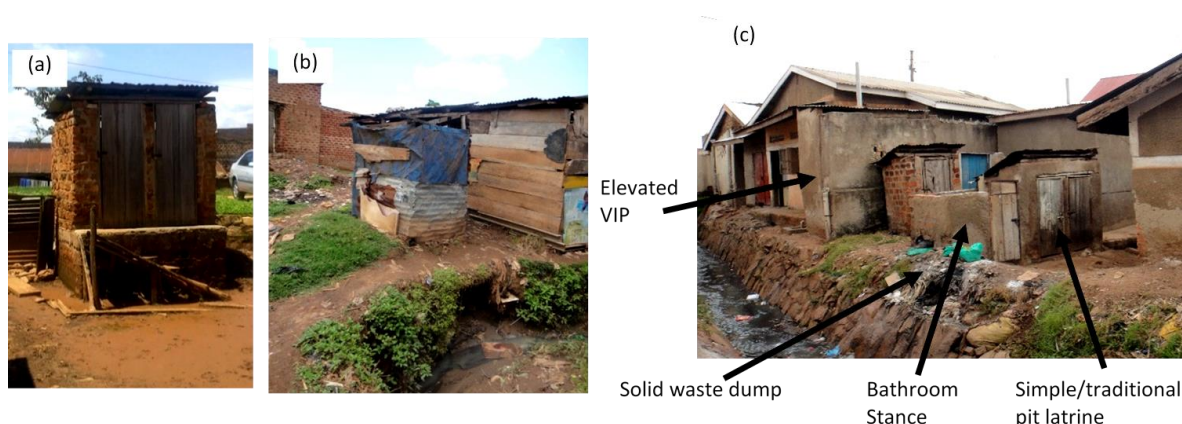 (a)
(b)
(c)
Elevated
VIP
Solid waste dump
Bathroom
Stance
Simple/traditional
pit latrine